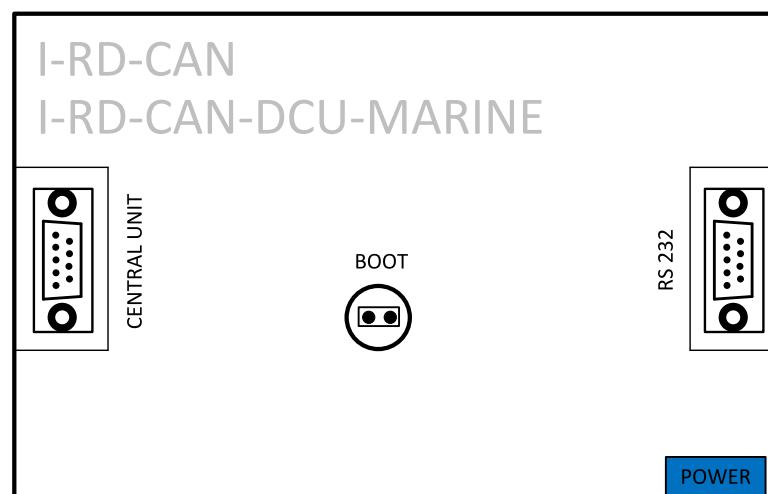 I-RD-CAN
I-RD-CAN-DCU-MARINE
CENTRAL UNIT
BOOT
RS 232
POWER